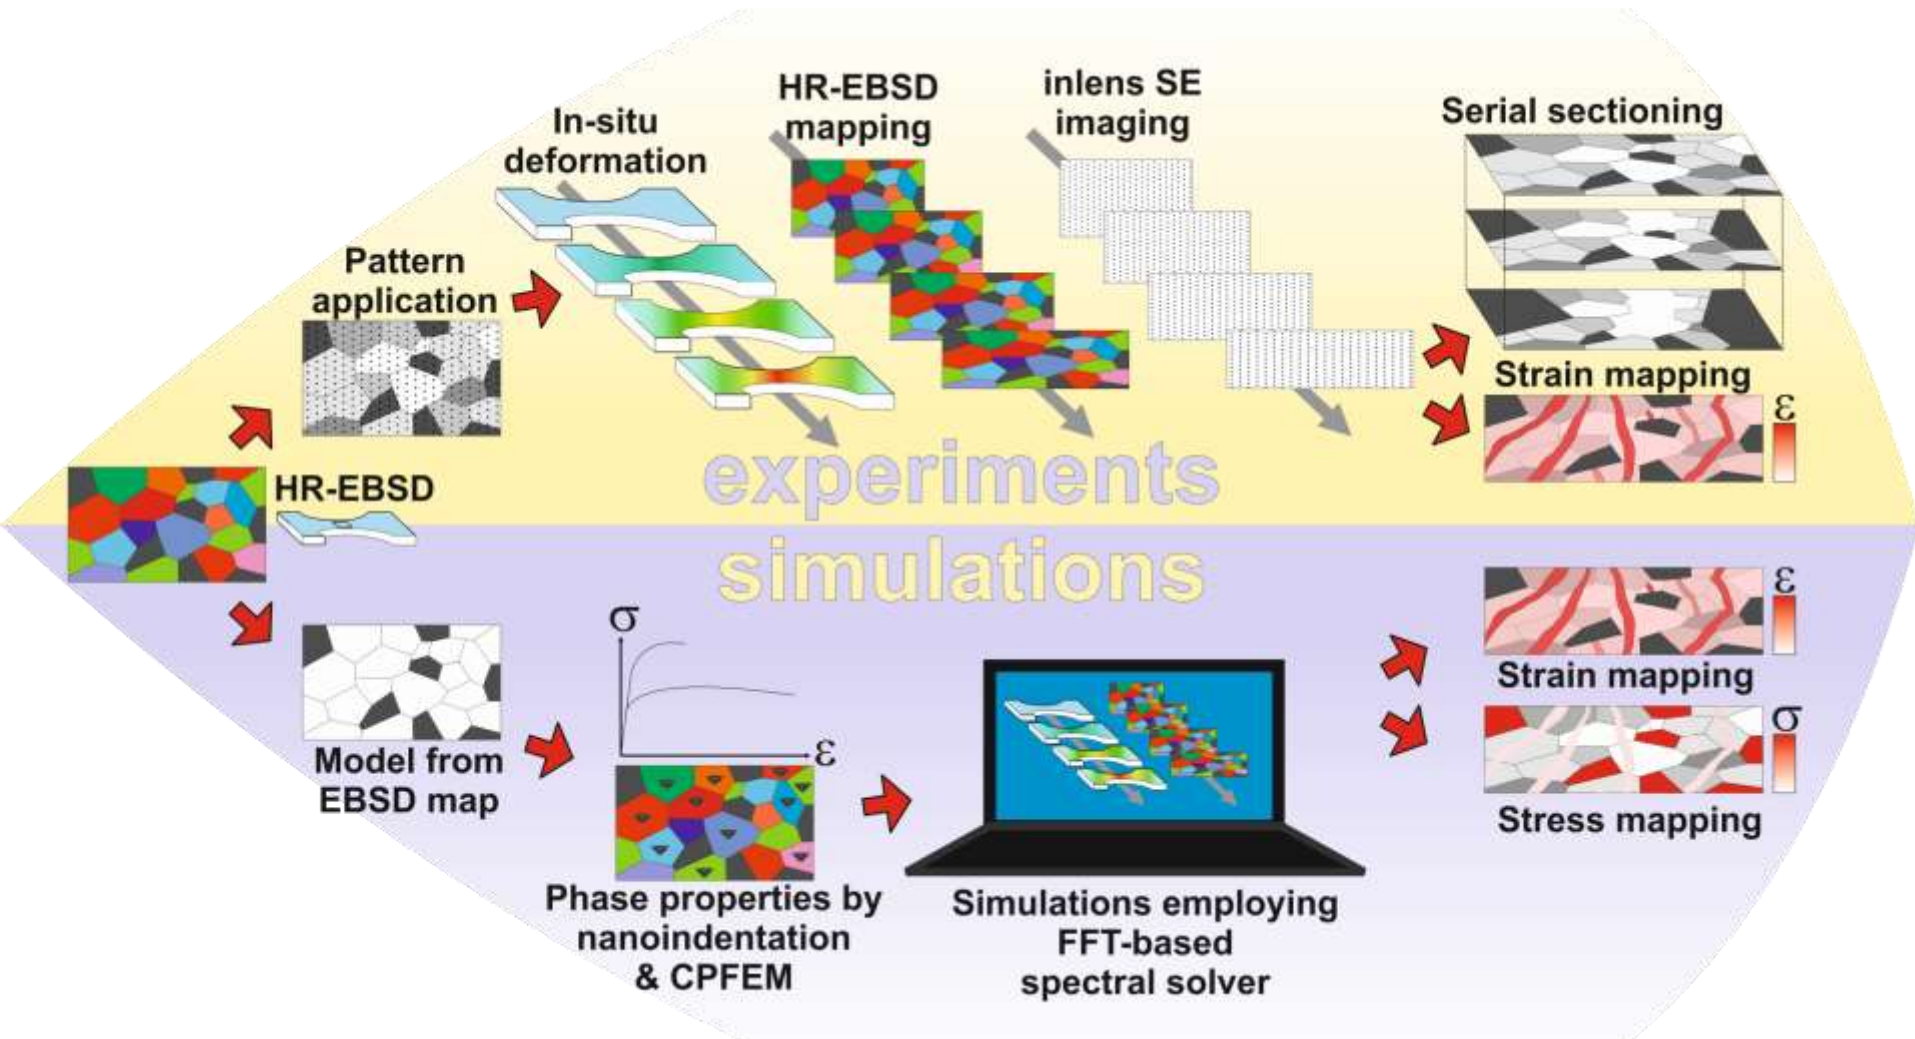 HR-EBSD
mapping
inlens SE
imaging
Serial sectioning
In-situ
deformation
Pattern
application
Strain mapping
ε
experiments
HR-EBSD
simulations
ε
Strain mapping
σ
ε
σ
Model from
EBSD map
Stress mapping
Phase properties by
nanoindentation
& CPFEM
Simulations employing
FFT-based
spectral solver